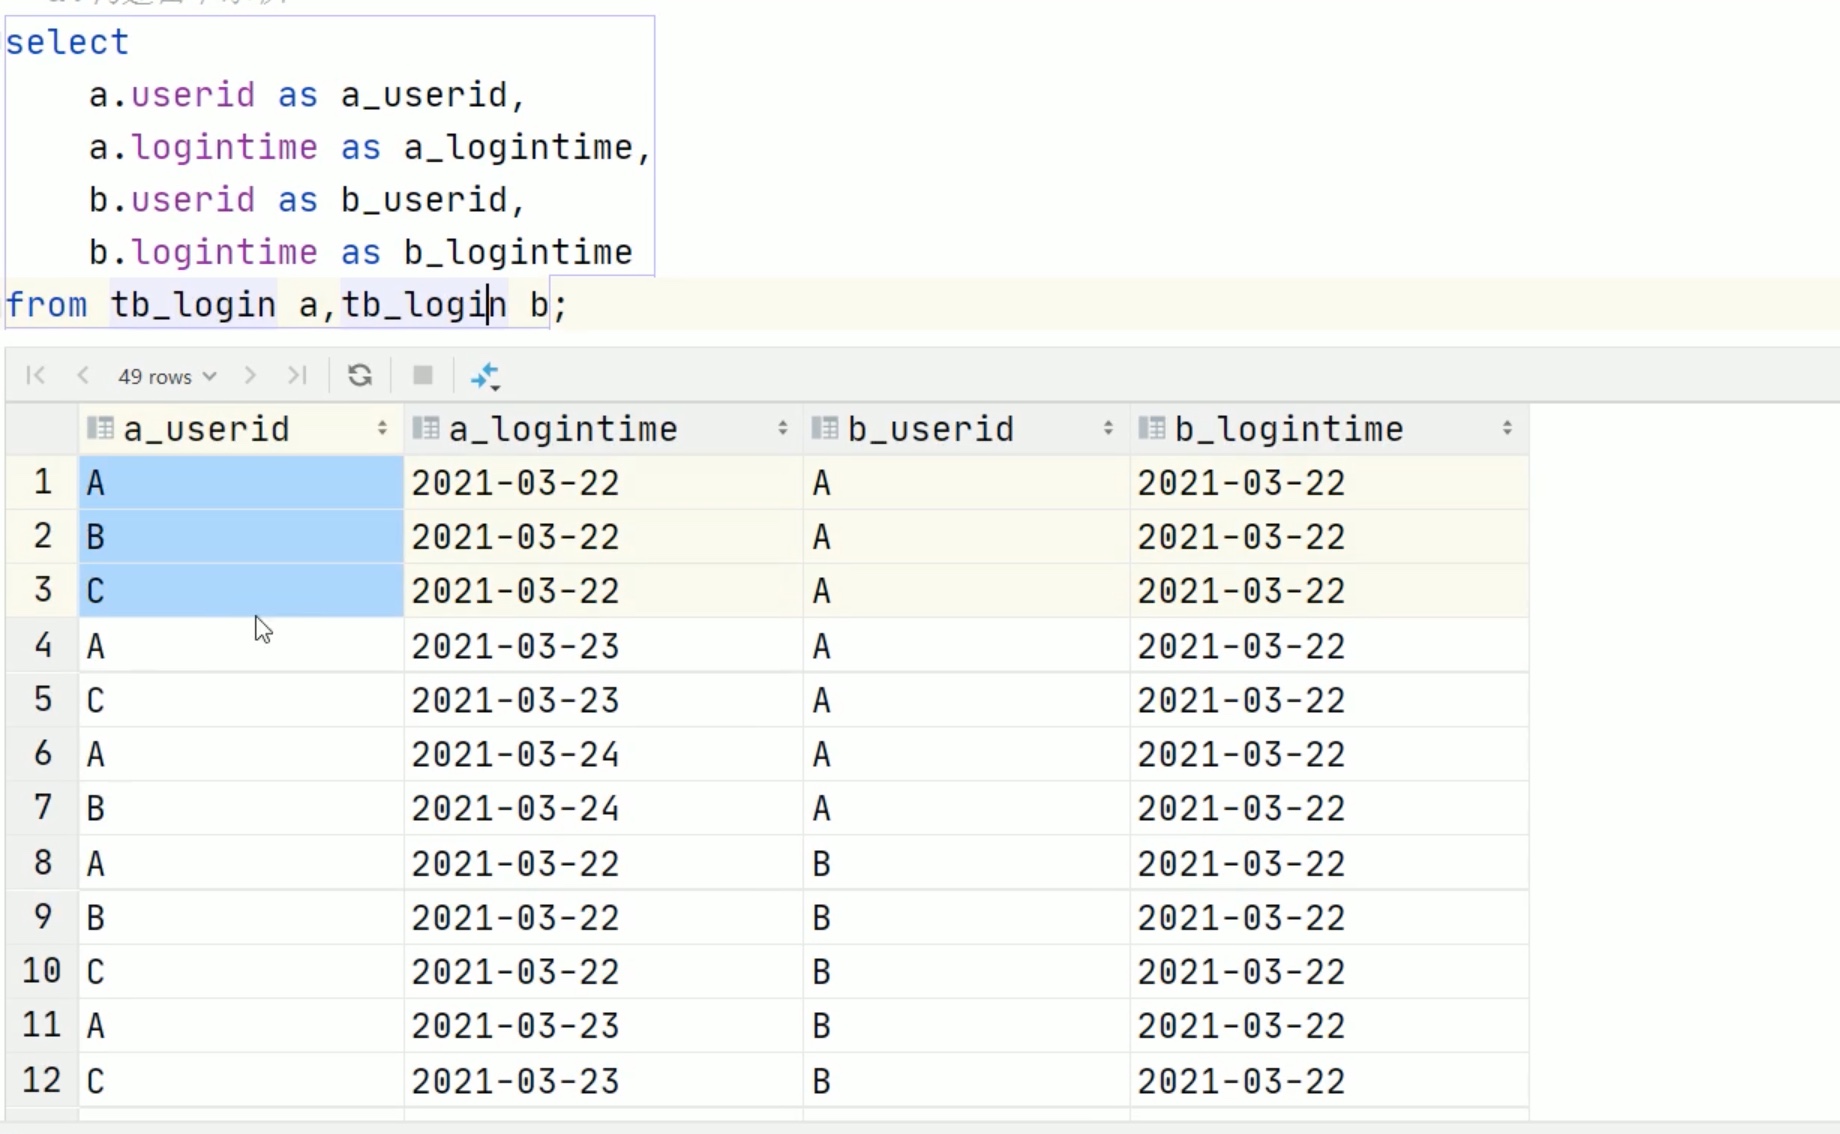 select
a.userid as a_userid,
a.logintime as a_logintime,
b.userid as b_userid,
b.logintime as b_logintime
from tb_login a,tb_login b;
49 rows
a_userid a_logintime b_userid b_logintime
1 A 2021-03-22 A 2021-03-22
2 B 2021-03-22 A 2021-03-22
3 C 2021-03-22 A 2021-03-22
4 A 2021-03-23 A 2021-03-22
5 C 2021-03-23 A 2021-03-22
6 A 2021-03-24 A 2021-03-22
7 B 2021-03-24 A 2021-03-22
8 A 2021-03-22 B 2021-03-22
9 B 2021-03-22 B 2021-03-22
10 C 2021-03-22 B 2021-03-22
11 A 2021-03-23 B 2021-03-22
12 C 2021-03-23 B 2021-03-22